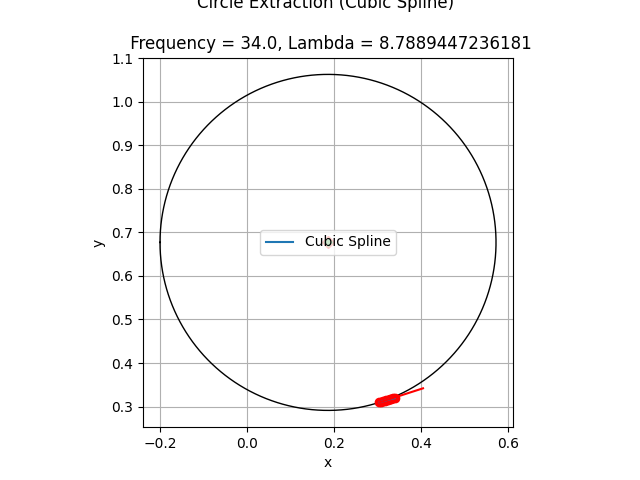 Circle Extraction (Cubic Spline)
Frequency = 34.0, Lambda = 8.7889447236181
1.1
1.0
0.9
0.8
y
0.7
Cubic Spline
0.6
0.5
0.4
0.3
−0.2 0.0 0.2 0.4 0.6
x